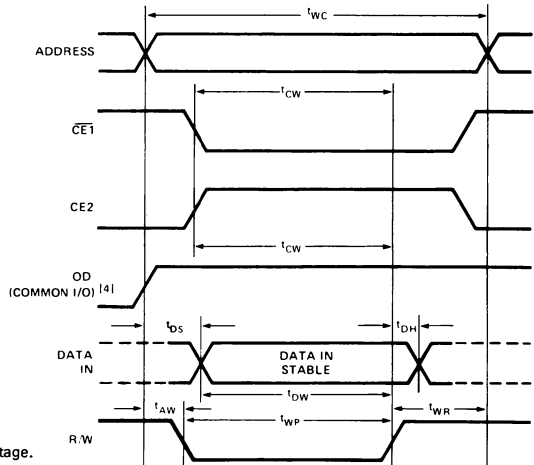 tWC
ADDRESS
tCW
CE1
CE2
tCW
OD
(COMMON I/O) [4]
tDS
tDH
DATA
IN
DATA IN
STABLE
tDW
tAW
tWP
tWR
R/W
tage.